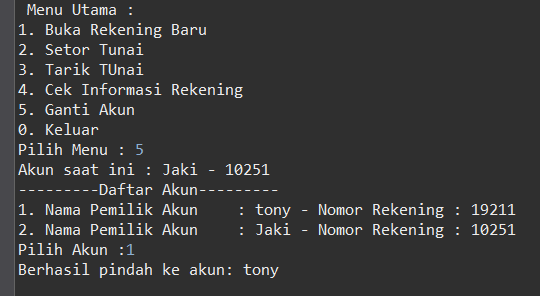 Menu Utama :
1. Buka Rekening Baru
2. Setor Tunai
3. Tarik TUnai
4. Cek Informasi Rekening
5. Ganti Akun
0. Keluar
Pilih Menu : 5
Akun saat ini : Jaki - 10251
---------Daftar Akun---------
1. Nama Pemilik Akun    : tony - Nomor Rekening : 19211
2. Nama Pemilik Akun    : Jaki - Nomor Rekening : 10251
Pilih Akun :1
Berhasil pindah ke akun: tony